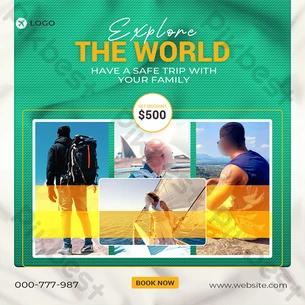 LOGO
Explore
THE WORLD
HAVE A SAFE TRIP WITH
YOUR FAMILY
$500
000-777-987
BOOK NOW
www.website.com
pikbest